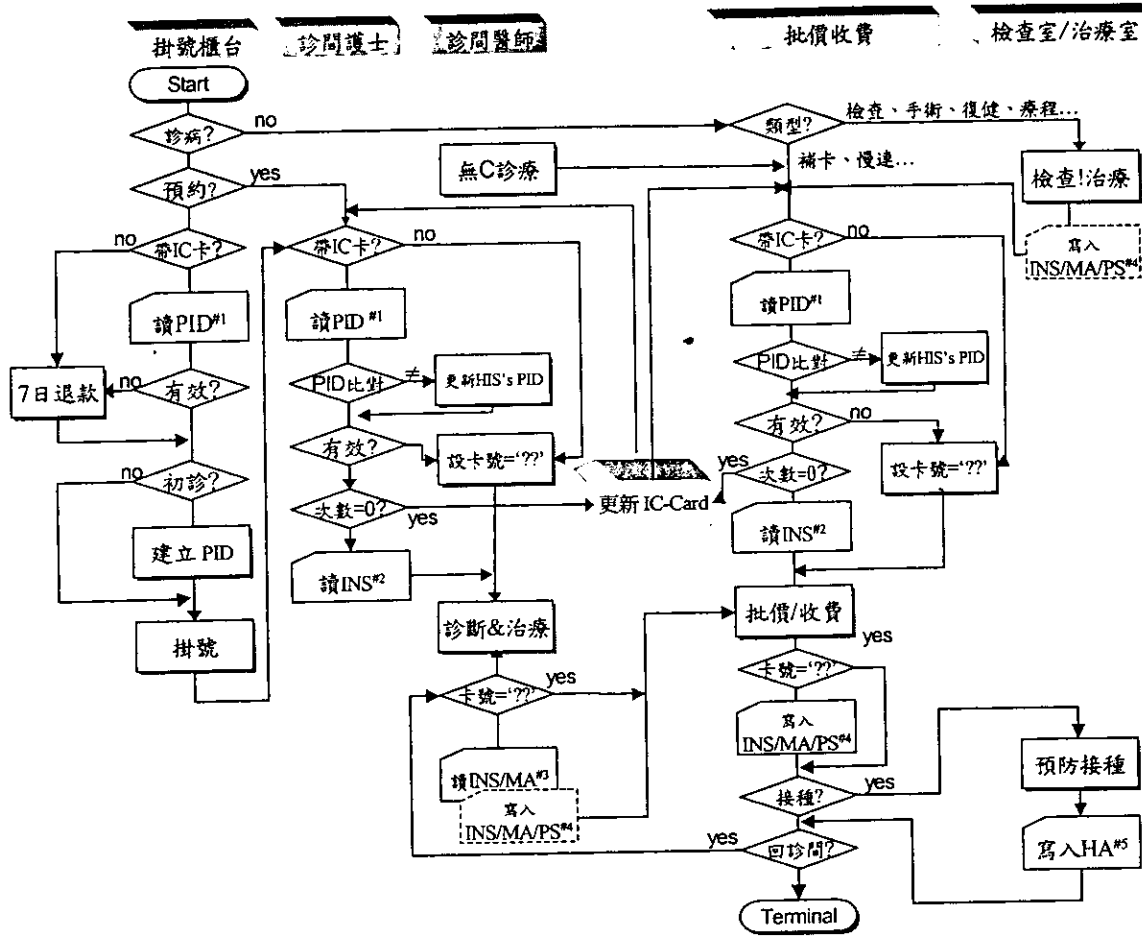 掛號櫃台
診間護士
診間醫師
批價收費
檢查室/治療室
Start
診病?
no
類型?
檢查、手術、復健、療程...
預約?
yes
無C診療
補卡、慢連...
檢查!治療
no
帶IC卡?
帶IC卡?
no
帶IC卡?
no
寫入
INS/MA/PS#4
讀PID#1
讀PID #1
讀PID#1
7日退款
no
有效?
PID比對
≠
更新HIS's PID
PID比對
≠
更新HIS's PID
有效?
設卡號='??'
有效?
no
設卡號='??'
no
初診?
次數=0?
yes
更新 IC-Card
yes
次數=0?
建立 PID
讀INS#2
讀INS#2
掛號
診斷&治療
批價/收費
yes
卡號='??'
yes
卡號='??'
讀INS/MA#3
寫入
INS/MA/PS#4
寫入
INS/MA/PS#4
接種?
yes
預防接種
yes
回診間?
寫入HA#5
Terminal